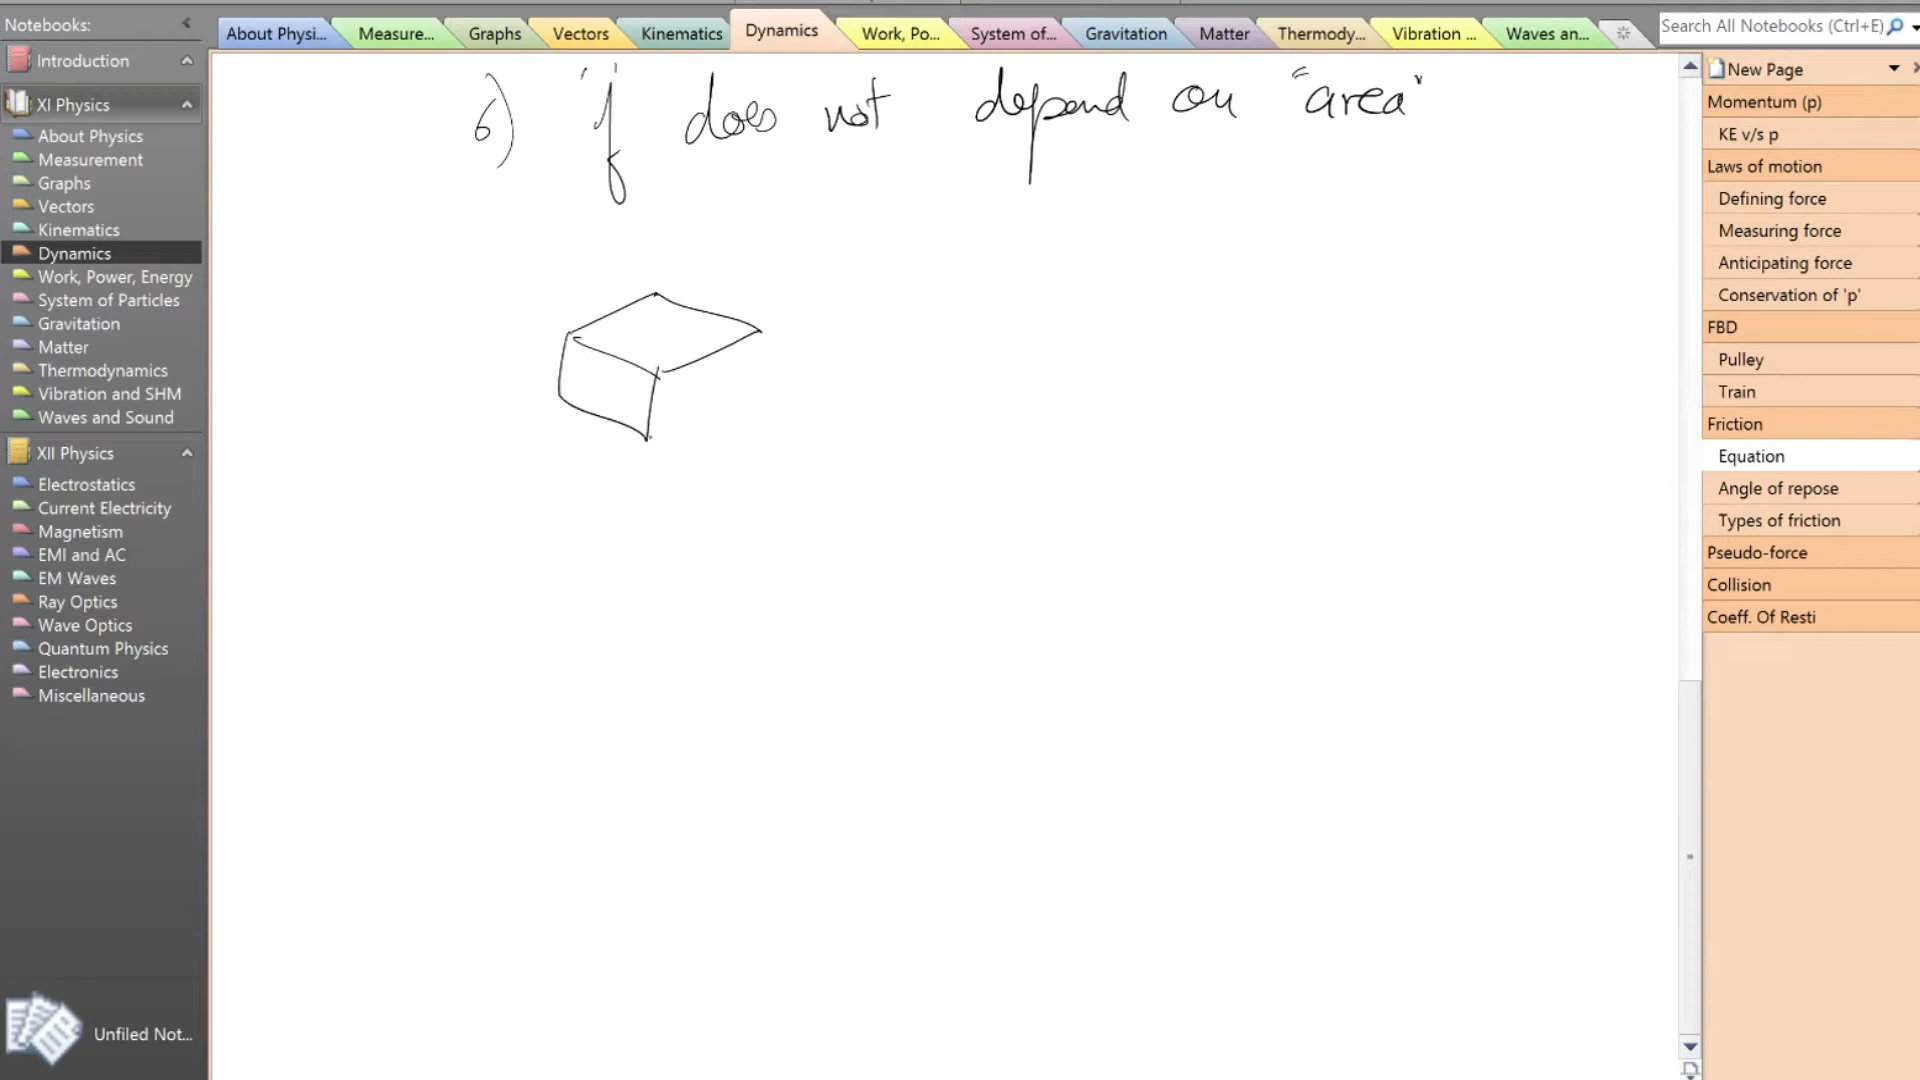 Notebooks:
Introduction
XI Physics
About Physics
Measurement
Graphs
Vectors
Kinematics
Dynamics
Work, Power, Energy
System of Particles
Gravitation
Matter
Thermodynamics
Vibration and SHM
Waves and Sound
XII Physics
Electrostatics
Current Electricity
Magnetism
EMI and AC
EM Waves
Ray Optics
Wave Optics
Quantum Physics
Electronics
Miscellaneous
Unfiled Not...
About Physi...
Measure...
Graphs
Vectors
Kinematics
Dynamics
Work, Po...
System of...
Gravitation
Matter
Thermody...
Vibration ...
Waves an...
Search All Notebooks (Ctrl+E)
6) 'f does not depend on "area"
New Page
Momentum (p)
KE v/s p
Laws of motion
Defining force
Measuring force
Anticipating force
Conservation of 'p'
FBD
Pulley
Train
Friction
Equation
Angle of repose
Types of friction
Pseudo-force
Collision
Coeff. Of Resti